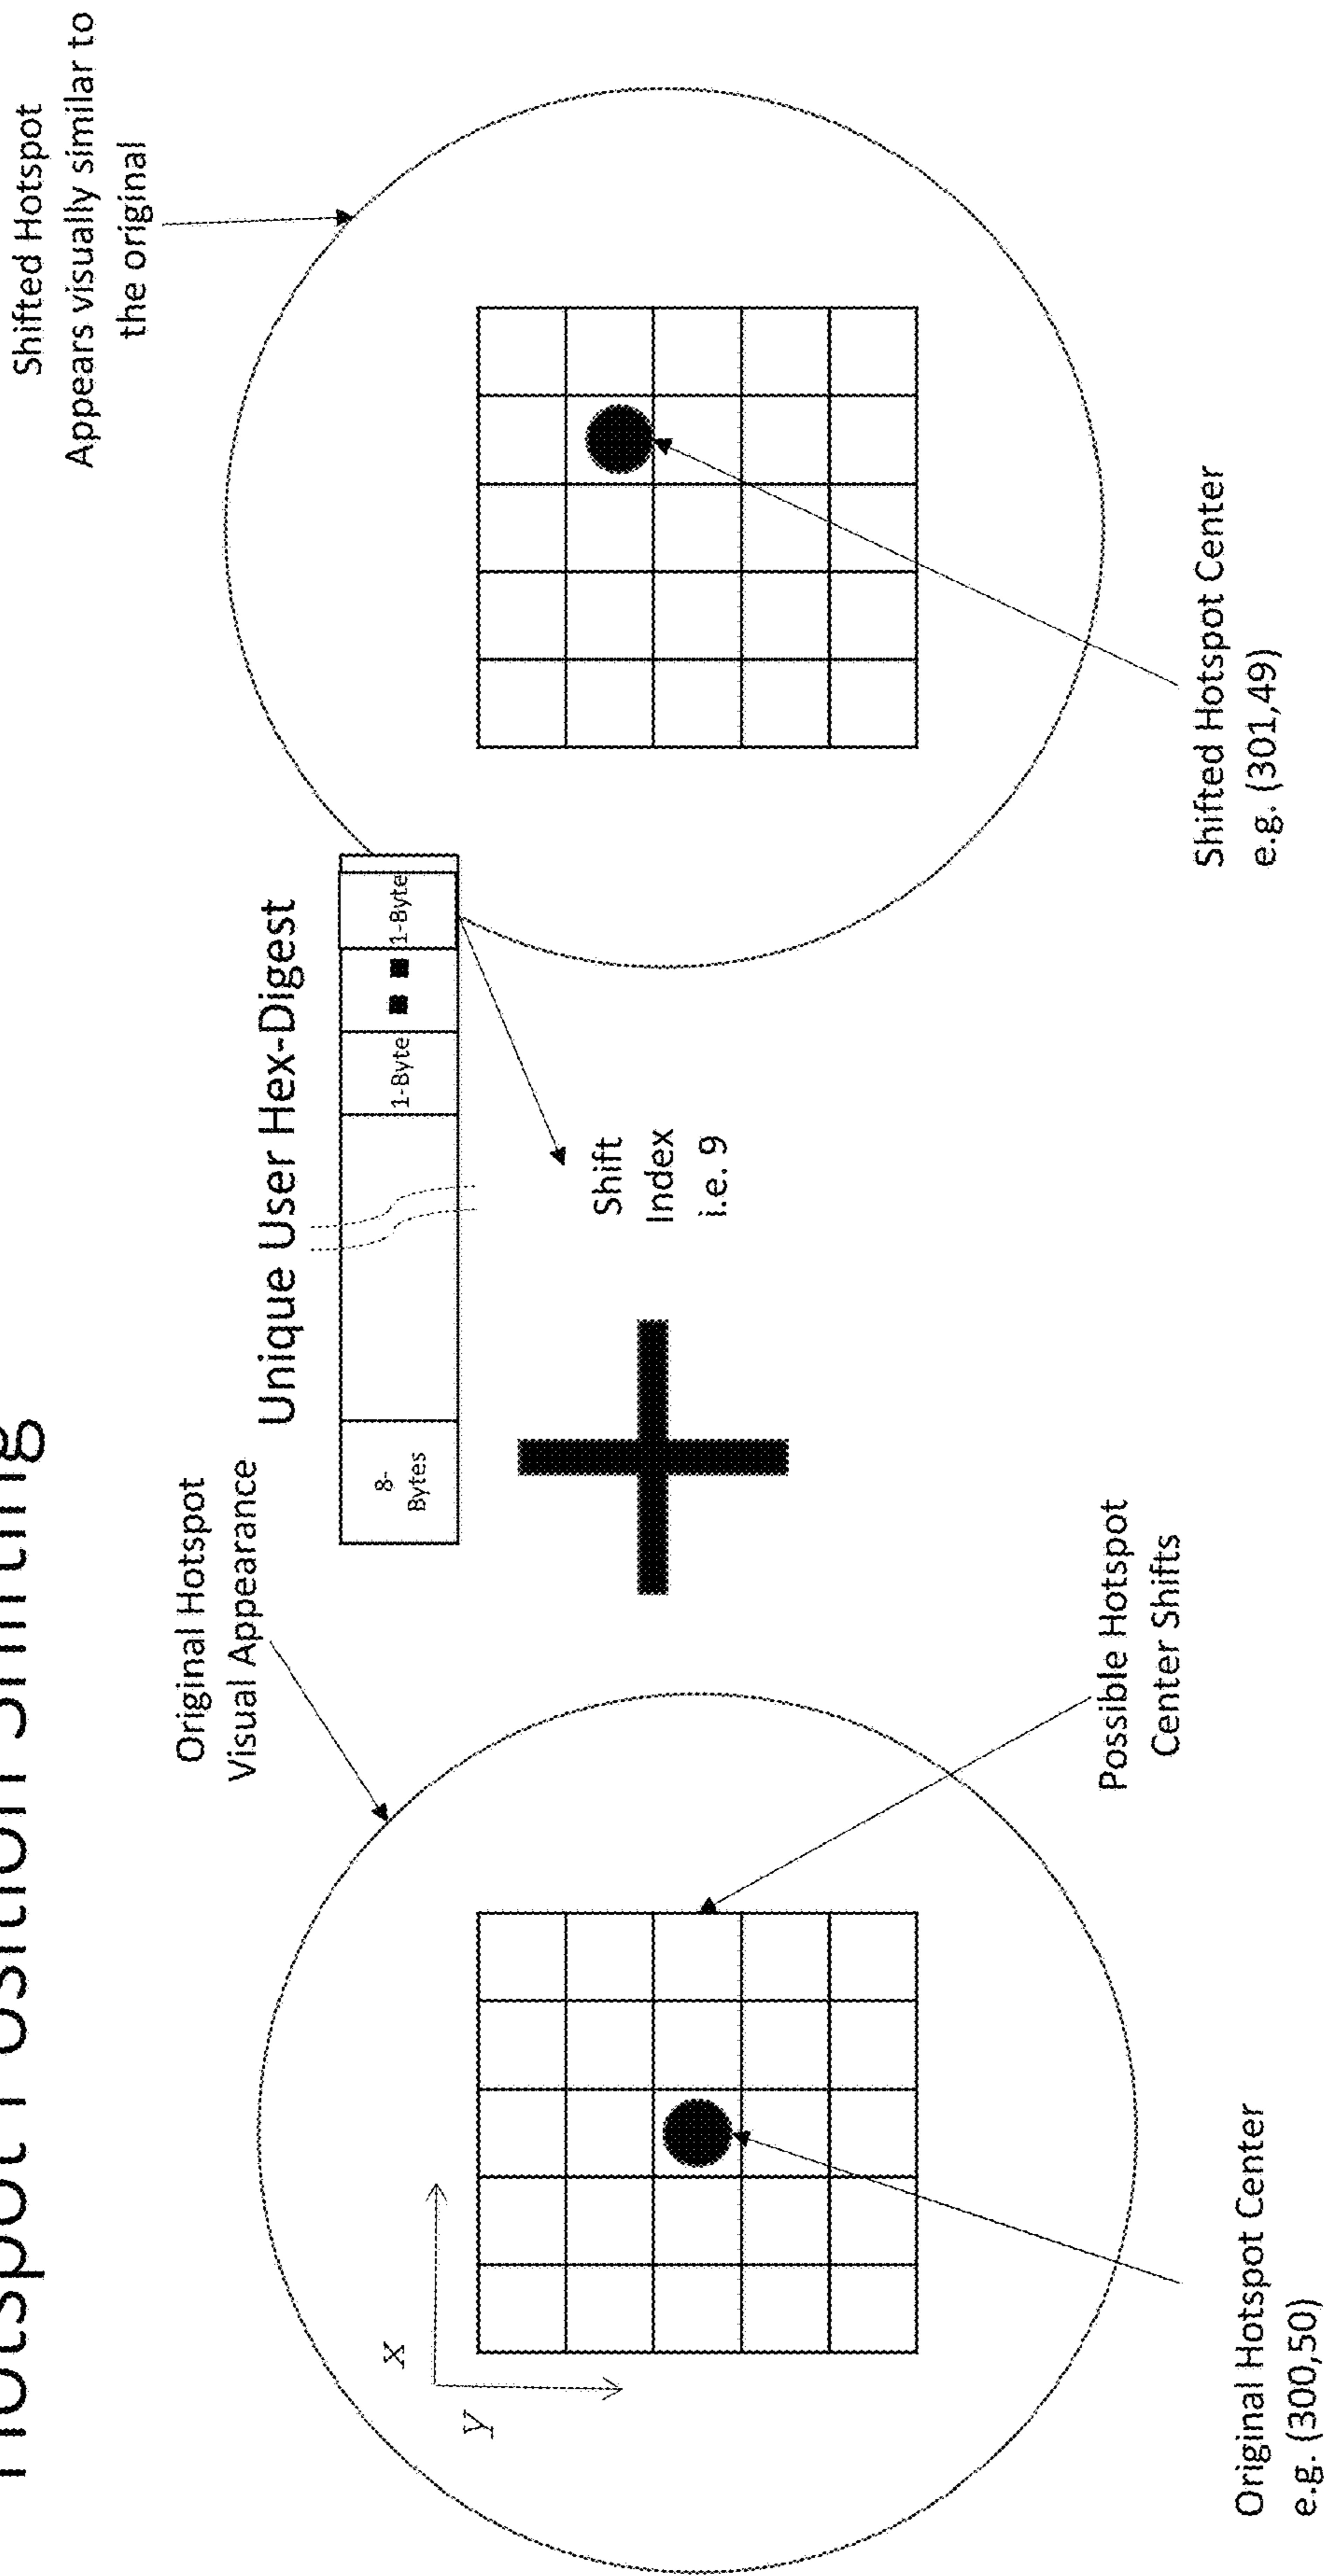 Hotspot Position Shifting
Original Hotspot
Visual Appearance
Unique User Hex-Digest
Shifted Hotspot
Appears visually similar to
the original
8-
Bytes
1-Byte
1-Byte
x
y
Shift
Index
i.e. 9
Possible Hotspot
Center Shifts
Original Hotspot Center
e.g. (300,50)
Shifted Hotspot Center
e.g. (301,49)